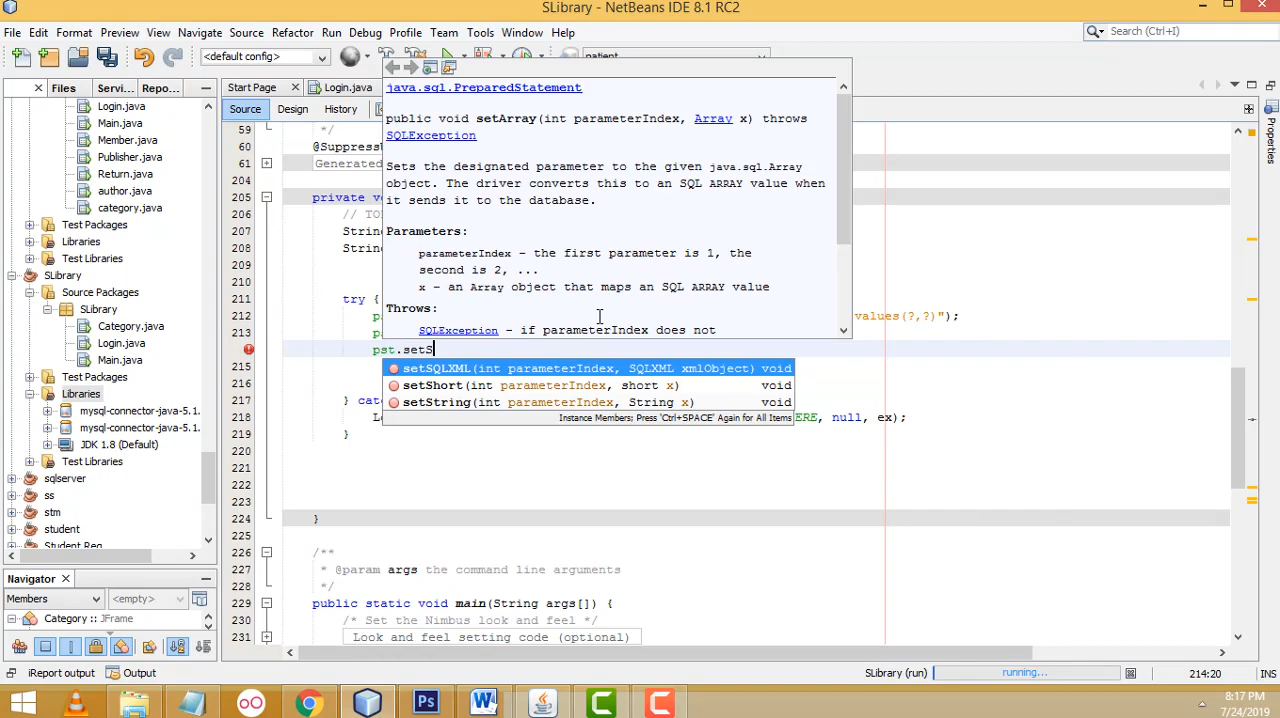 SLibrary - NetBeans IDE 8.1 RC2
File Edit Format Preview View Navigate Source Refactor Run Debug Profile Team Tools Window Help
Search (Ctrl+I)
<default config>
patient
Files Servi... Repo...
Start Page Login.java
Source Design History
Login.java
Main.java
Member.java
Publisher.java
Return.java
author.java
category.java
Test Packages
Libraries
Test Libraries
SLibrary
Source Packages
SLibrary
Category.java
Login.java
Main.java
Test Packages
Libraries
mysql-connector-java-5.1.
mysql-connector-java-5.1.
JDK 1.8 (Default)
Test Libraries
sqlserver
ss
stm
student
Student Reg
Navigator
Members
<empty>
Category :: JFrame
java.sql.PreparedStatement
public void setArray(int parameterIndex, Array x) throws
SQLException
Sets the designated parameter to the given java.sql.Array
object. The driver converts this to an SQL ARRAY value when
it sends it to the database.
Parameters:
parameterIndex - the first parameter is 1, the
second is 2, ...
x - an Array object that maps an SQL ARRAY value
Throws:
SQLException - if parameterIndex does not
59 */
60 @Suppress
61 Generated
204
205 private v
206 // TO
207 Strin
208 Strin
209
210
211 try {
212 values(?,?)");
213
pst.setS
setSQLXML(int parameterIndex, SQLXML xmlObject) void
setShort(int parameterIndex, short x) void
setString(int parameterIndex, String x) void
Instance Members; Press 'Ctrl+SPACE' Again for All Items
215
216
217 } cat
218 ERE, null, ex);
219 }
220
221
222
223
224 }
225
226 /**
227 * @param args the command line arguments
228 */
229 public static void main(String args[]) {
230 /* Set the Nimbus look and feel */
231 Look and feel setting code (optional)
Properties
iReport output Output
SLibrary (run) running...
214:20 INS
8:17 PM
7/24/2019